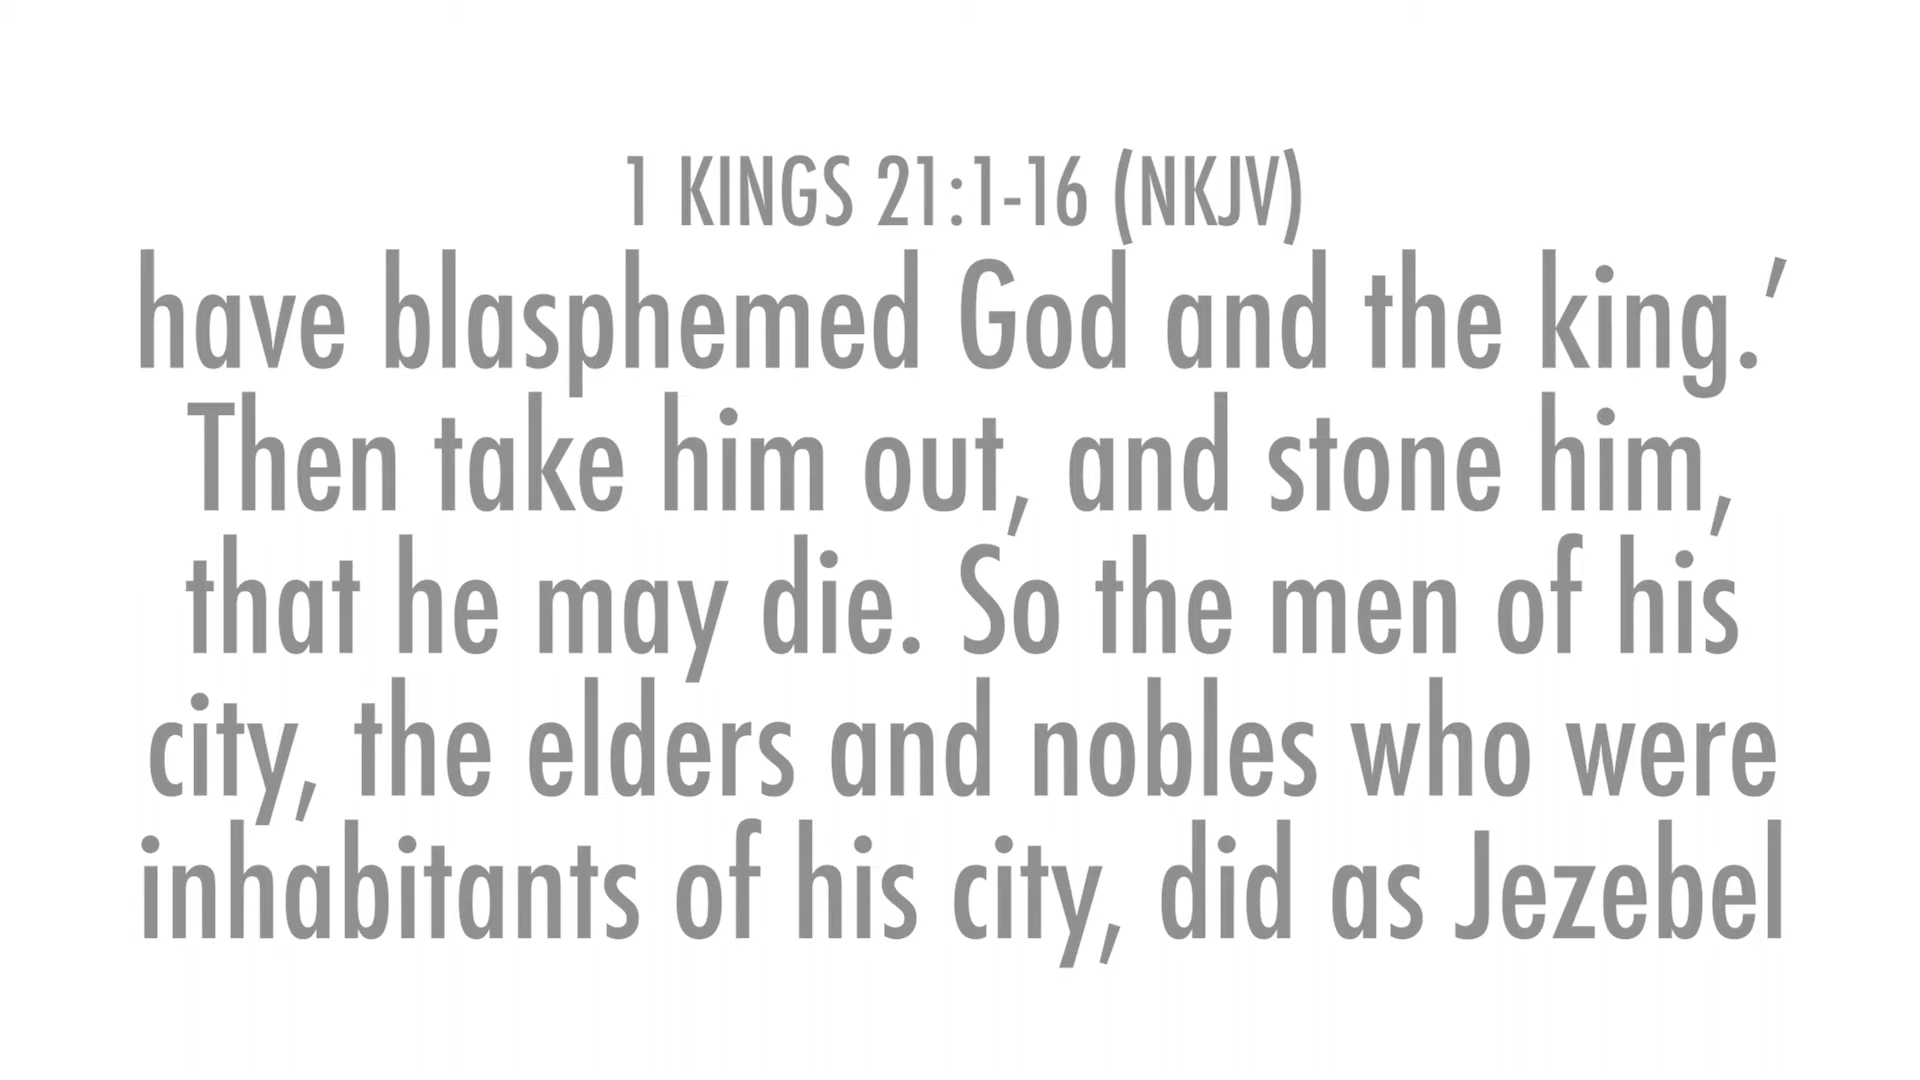 1 KINGS 21:1-16 (NKJV)
have blasphemed God and the king.’
Then take him out, and stone him,
that he may die. So the men of his
city, the elders and nobles who were
inhabitants of his city, did as Jezebel